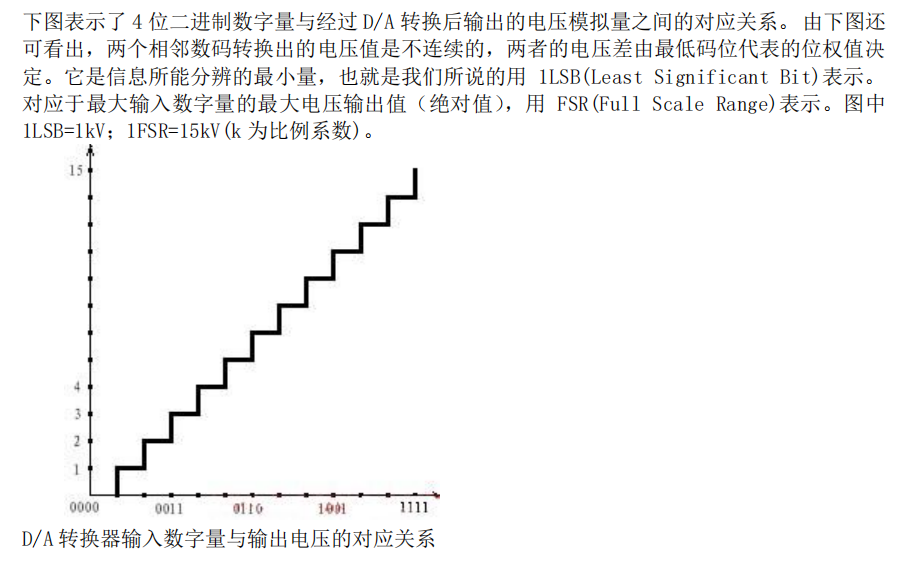 下图表示了 4 位二进制数字量与经过 D/A 转换后输出的电压模拟量之间的对应关系。由下图还
可看出，两个相邻数码转换出的电压值是不连续的，两者的电压差由最低码位代表的位权值决
定。它是信息所能分辨的最小量，也就是我们所说的用 1LSB(Least Significant Bit)表示。
对应于最大输入数字量的最大电压输出值（绝对值），用 FSR(Full Scale Range)表示。图中
1LSB=1kV；1FSR=15kV(k 为比例系数)。
15
4
3
2
1
0000 0011 0110 1001 1111
D/A 转换器输入数字量与输出电压的对应关系